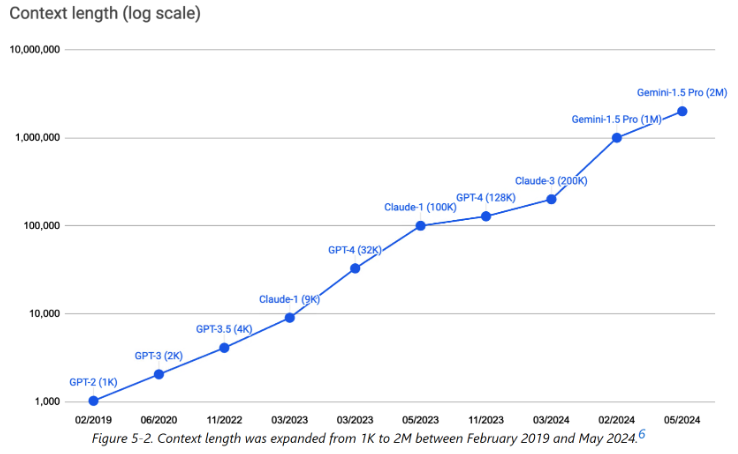 Context length (log scale)
10,000,000
Gemini-1.5 Pro (2M)
Gemini-1.5 Pro (1M)
1,000,000
Claude-3 (200K)
GPT-4 (128K)
Claude-1 (100K)
100,000
GPT-4 (32K)
Claude-1 (9K)
10,000
GPT-3.5 (4K)
GPT-3 (2K)
GPT-2 (1K)
1,000
02/2019 06/2020 11/2022 03/2023 03/2023 05/2023 11/2023 03/2024 02/2024 05/2024
Figure 5-2. Context length was expanded from 1K to 2M between February 2019 and May 2024.6